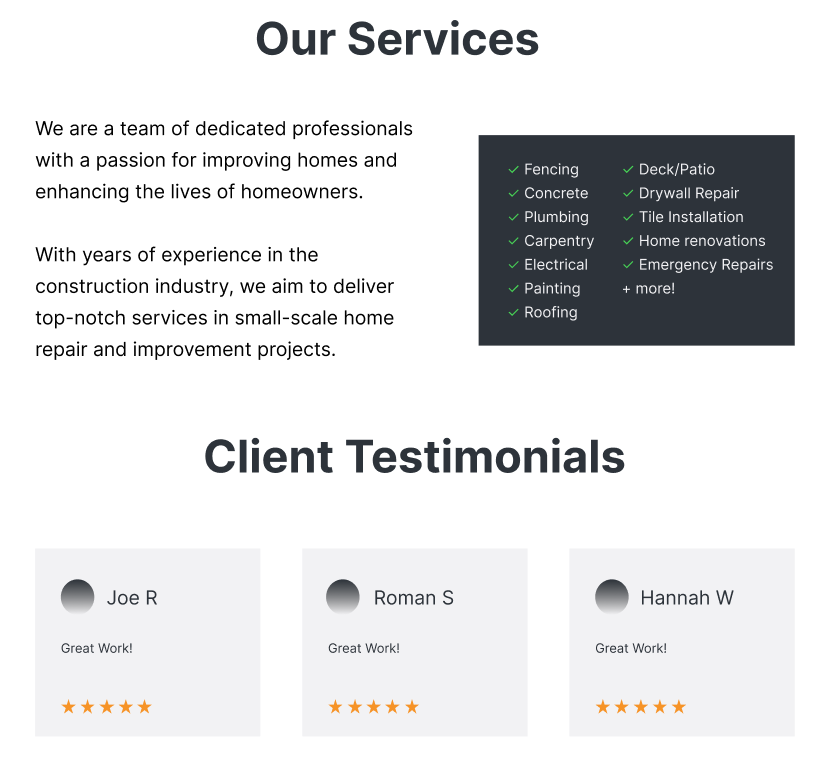 Our Services
We are a team of dedicated professionals
with a passion for improving homes and
enhancing the lives of homeowners.
With years of experience in the
construction industry, we aim to deliver
top-notch services in small-scale home
repair and improvement projects.
✓ Fencing
✓ Concrete
✓ Plumbing
✓ Carpentry
✓ Electrical
✓ Painting
✓ Roofing
✓ Deck/Patio
✓ Drywall Repair
✓ Tile Installation
✓ Home renovations
✓ Emergency Repairs
+ more!
Client Testimonials
Joe R
Great Work!
★★★★★
Roman S
Great Work!
★★★★★
Hannah W
Great Work!
★★★★★